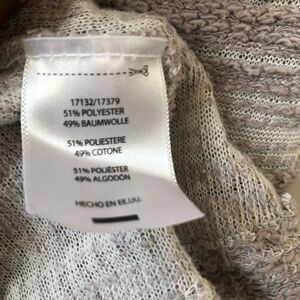 17132/17379
51% POLYESTER
49% BAUMWOLLE
51% POLIESTERE
49% COTONE
51% POLIÉSTER
49% ALGODÓN
HECHO EN EE.UU.